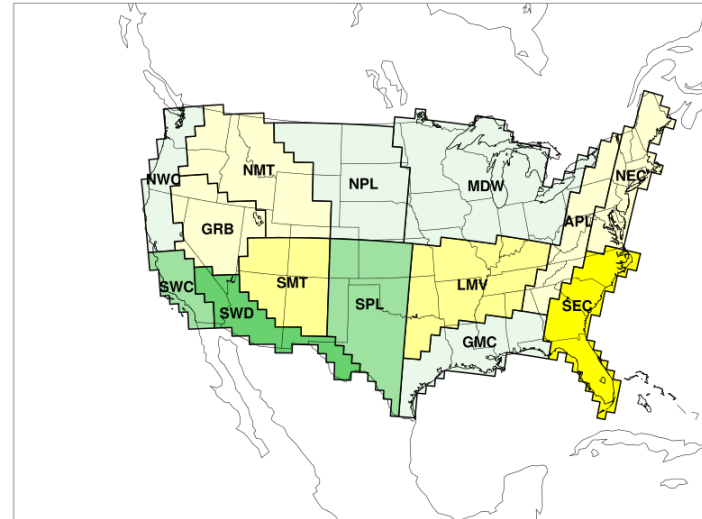 NWC
NMT
NPL
MDW
NEC
GRB
APL
SWC
SMT
SPL
LMV
SEC
SWD
GMC